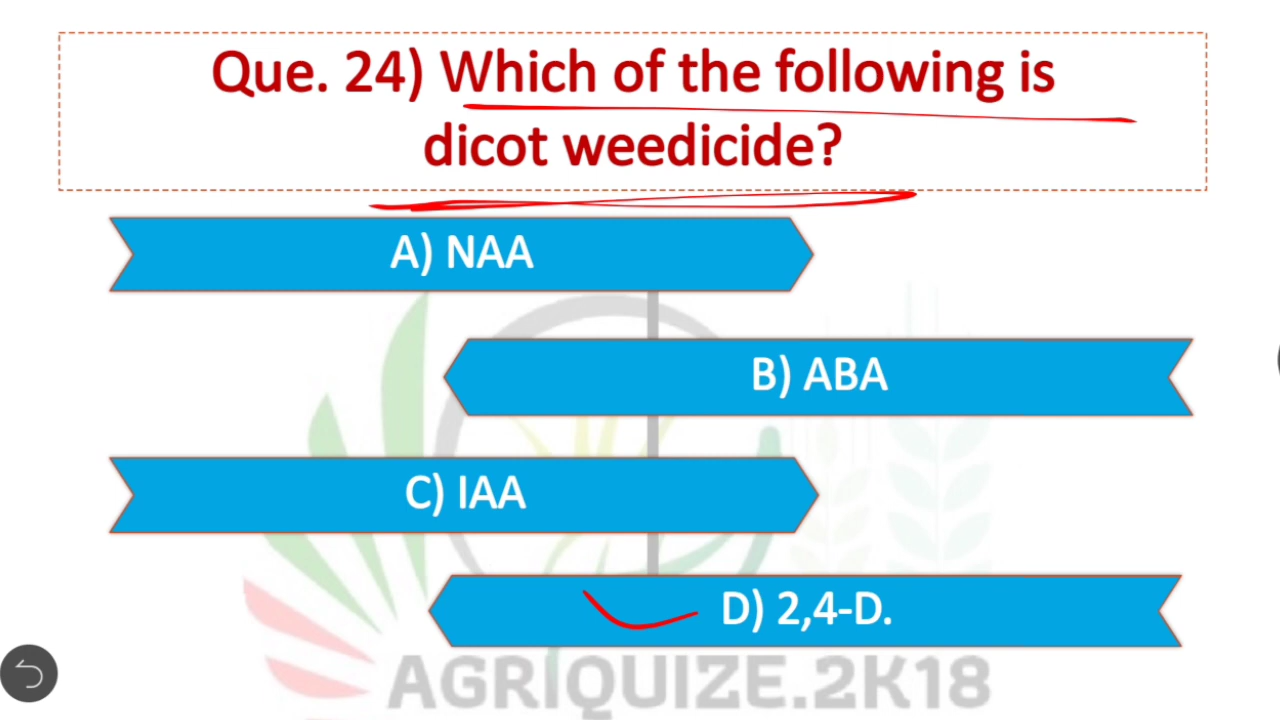 Que. 24) Which of the following is
dicot weedicide?
A) NAA
B) ABA
C) IAA
D) 2,4-D.
AGRIQUIZE.2K18